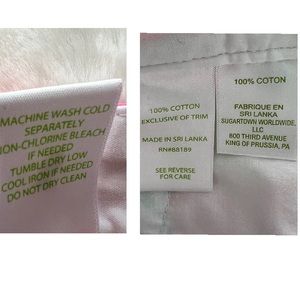 MACHINE WASH COLD
SEPARATELY
NON-CHLORINE BLEACH
IF NEEDED
TUMBLE DRY LOW
COOL IRON IF NEEDED
DO NOT DRY CLEAN
100% COTTON
EXCLUSIVE OF TRIM
MADE IN SRI LANKA
RN#88189
SEE REVERSE
FOR CARE
100% COTON
FABRIQUE EN
SRI LANKA
SUGARTOWN WORLDWIDE,
LLC
800 THIRD AVENUE
KING OF PRUSSIA, PA